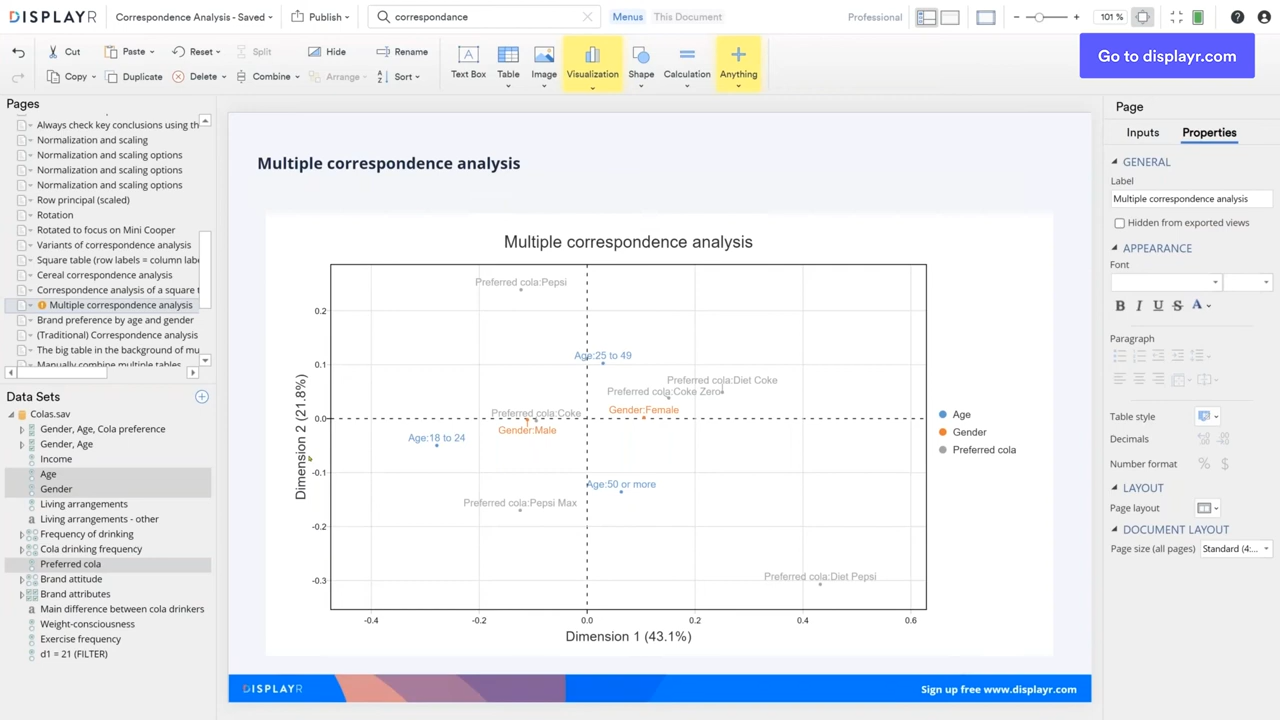 DISPLAYR
Correspondence Analysis - Saved
Publish
correspondance
Menus
This Document
Professional
101 %
Cut
Paste
Reset
Split
Hide
Rename
Copy
Duplicate
Delete
Combine
Arrange
Sort
Text Box
Table
Image
Visualization
Shape
Calculation
Anything
Go to displayr.com
Pages
Always check key conclusions using th
Normalization and scaling
Normalization and scaling options
Normalization and scaling options
Normalization and scaling options
Row principal (scaled)
Rotation
Rotated to focus on Mini Cooper
Variants of correspondence analysis
Square table (row labels = column labe
Cereal correspondence analysis
Correspondence analysis of a square t
Multiple correspondence analysis
Brand preference by age and gender
(Traditional) Correspondence analysis
The big table in the background of mu
Manually combine multiple tables
Data Sets
Colas.sav
Gender, Age, Cola preference
Gender, Age
Income
Age
Gender
Living arrangements
Living arrangements - other
Frequency of drinking
Cola drinking frequency
Preferred cola
Brand attitude
Brand attributes
Main difference between cola drinkers
Weight-consciousness
Exercise frequency
d1 = 21 (FILTER)
Multiple correspondence analysis
Multiple correspondence analysis
Preferred cola:Pepsi
Age:25 to 49
Preferred cola:Diet Coke
Preferred cola:Coke Zero
Gender:Female
Preferred cola:Coke
Gender:Male
Age:18 to 24
Age:50 or more
Preferred cola:Pepsi Max
Preferred cola:Diet Pepsi
0.2
0.1
0.0
-0.1
-0.2
-0.3
-0.4
-0.2
0.0
0.2
0.4
0.6
Dimension 2 (21.8%)
Dimension 1 (43.1%)
Age
Gender
Preferred cola
DISPLAYR
Sign up free www.displayr.com
Page
Inputs
Properties
GENERAL
Label
Multiple correspondence analysis
Hidden from exported views
APPEARANCE
Font
B I U S A
Paragraph
Table style
Decimals
Number format
% $
LAYOUT
Page layout
DOCUMENT LAYOUT
Page size (all pages)
Standard (4:...